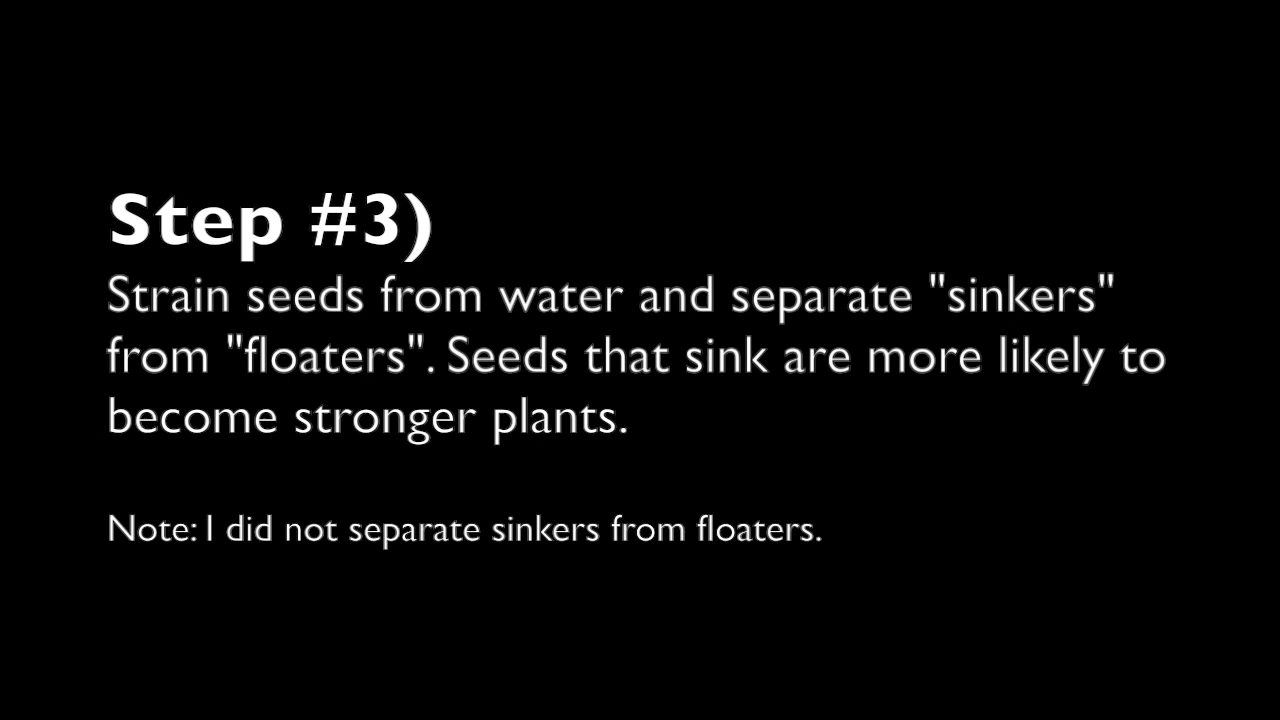 Step #3)
Strain seeds from water and separate "sinkers"
from "floaters". Seeds that sink are more likely to
become stronger plants.
Note: I did not separate sinkers from floaters.